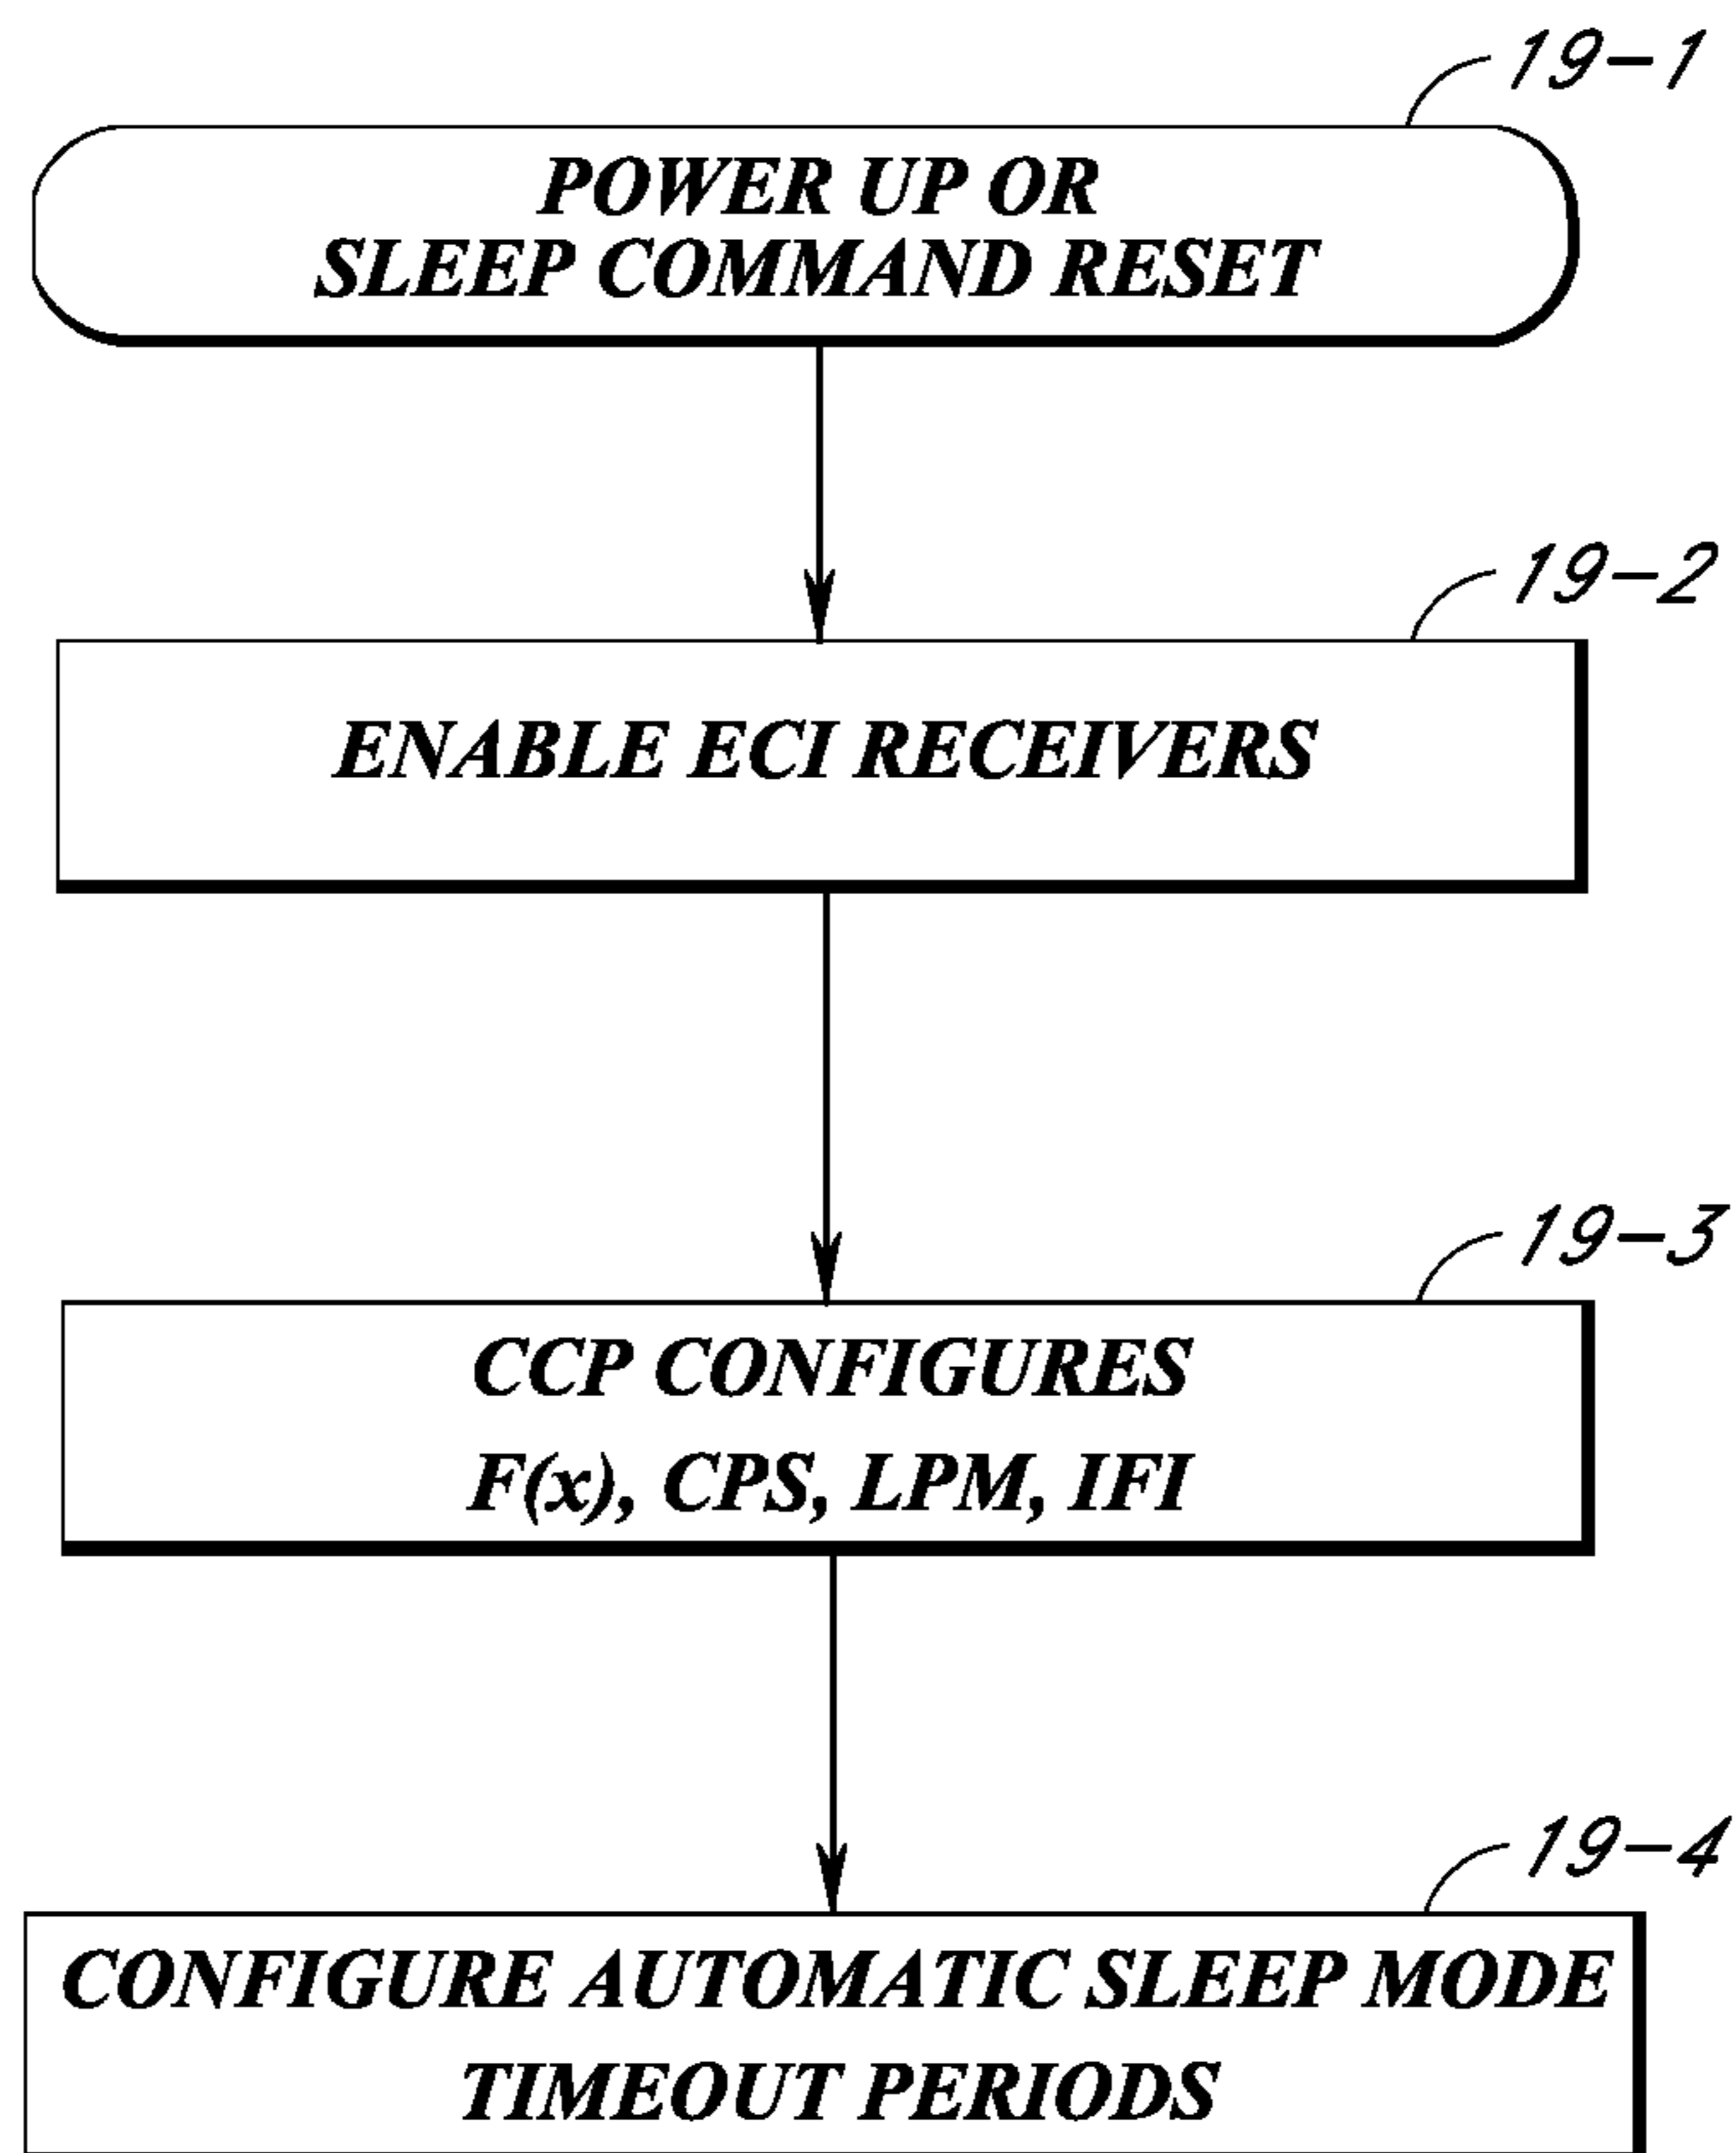 19-1
POWER UP OR
SLEEP COMMAND RESET
19-2
ENABLE ECI RECEIVERS
19-3
CCP CONFIGURES
F(x), CPS, LPM, IFI
19-4
CONFIGURE AUTOMATIC SLEEP MODE
TIMEOUT PERIODS